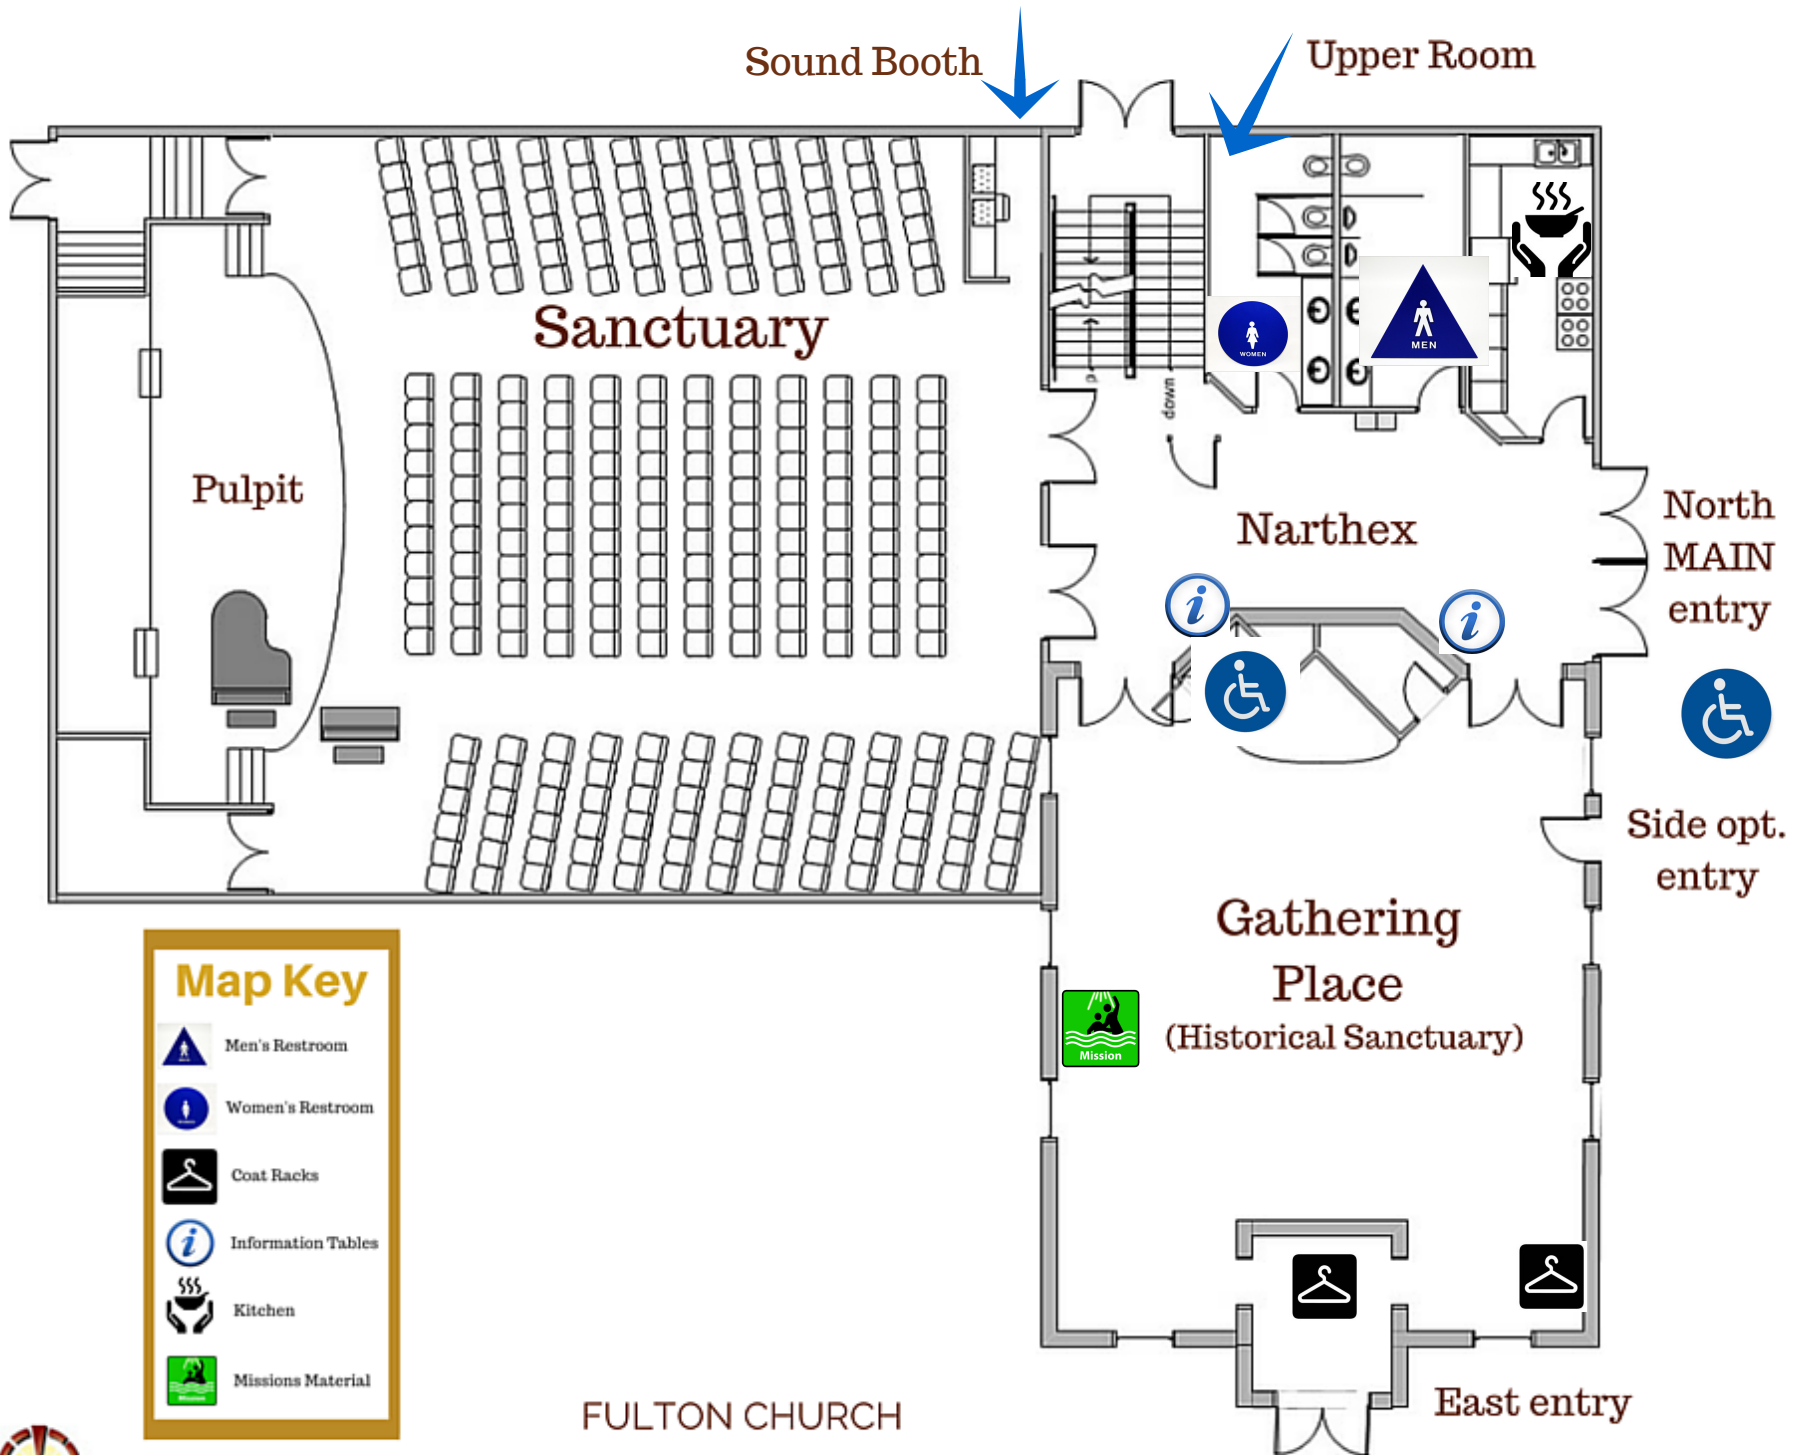 Sound Booth
Upper Room
Sanctuary
WOMEN
MEN
down
Pulpit
Narthex
North
MAIN
entry
Side opt.
entry
Gathering
Place
(Historical Sanctuary)
Mission
Map Key
Men's Restroom
Women's Restroom
Coat Racks
Information Tables
Kitchen
Missions Material
Mission
East entry
FULTON CHURCH